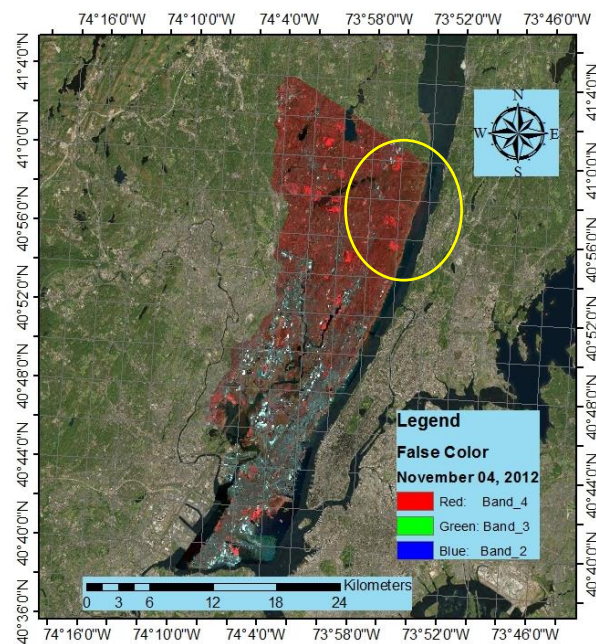 74°16'0"W 74°10'0"W 74°4'0"W 73°58'0"W 73°52'0"W 73°46'0"W
41°4'0"N
41°0'0"N
40°56'0"N
40°52'0"N
40°48'0"N
40°44'0"N
40°40'0"N
40°36'0"N
41°4'0"N
41°0'0"N
40°56'0"N
40°52'0"N
40°48'0"N
40°44'0"N
40°40'0"N
N
W E
S
Legend
False Color
November 04, 2012
Red: Band_4
Green: Band_3
Blue: Band_2
Kilometers
0 3 6 12 18 24
74°16'0"W 74°10'0"W 74°4'0"W 73°58'0"W 73°52'0"W 73°46'0"W